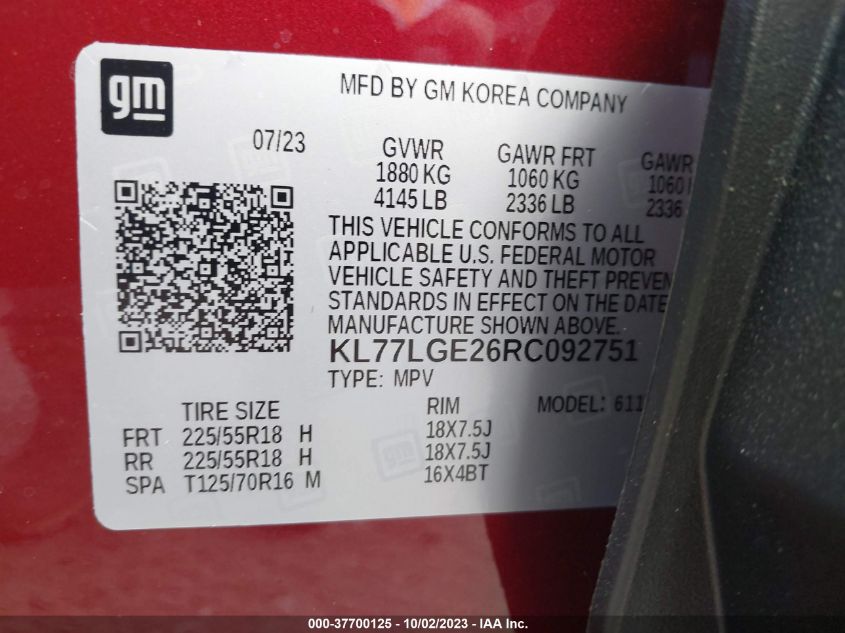 gm
MFD BY GM KOREA COMPANY
07/23
GVWR GAWR FRT GAWR
1880 KG 1060 KG 1060
4145 LB 2336 LB 2336
THIS VEHICLE CONFORMS TO ALL
APPLICABLE U.S. FEDERAL MOTOR
VEHICLE SAFETY AND THEFT PREVEN
STANDARDS IN EFFECT ON THE DATE
MANUFACTURE SHOWN ABOVE.
KL77LGE26RC092751
TYPE: MPV
TIRE SIZE RIM MODEL: 611
FRT 225/55R18 H 18X7.5J
RR 225/55R18 H 18X7.5J
SPA T125/70R16 M 16X4BT
000-37700125 - 10/02/2023 - IAA Inc.